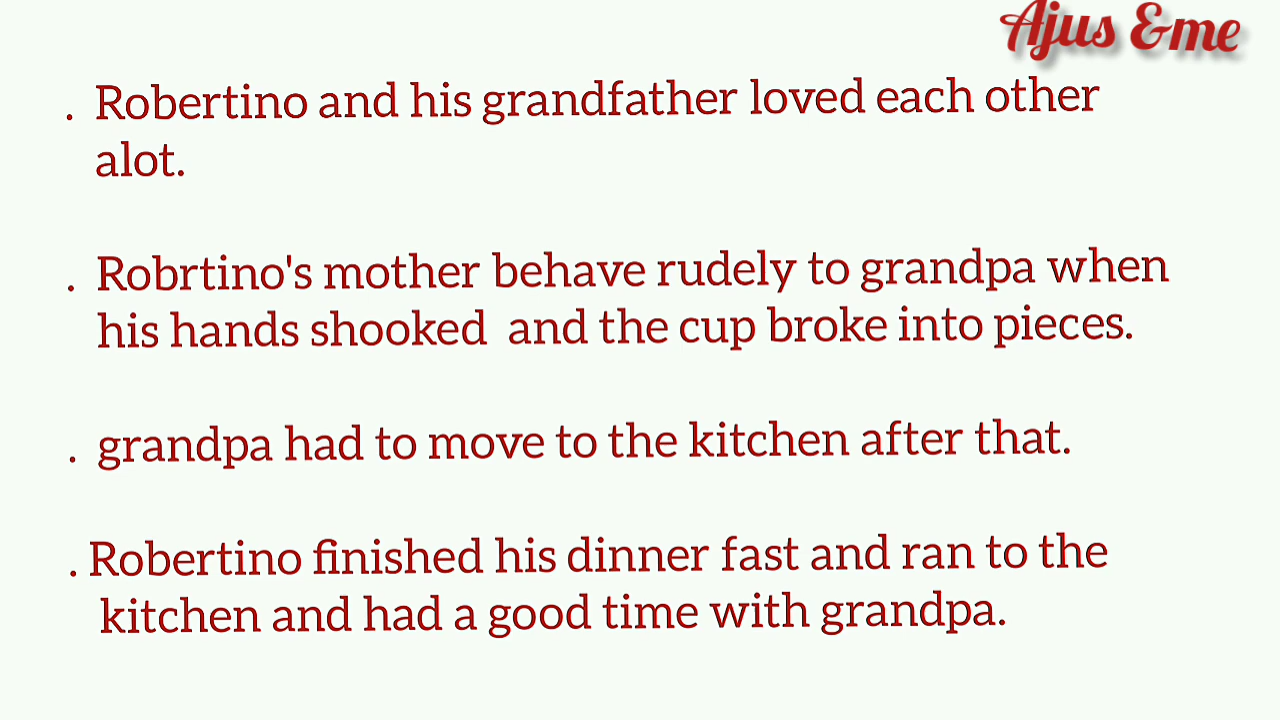 Ajus &me
. Robertino and his grandfather loved each other
alot.
. Robrtino's mother behave rudely to grandpa when
his hands shooked and the cup broke into pieces.
. grandpa had to move to the kitchen after that.
. Robertino finished his dinner fast and ran to the
kitchen and had a good time with grandpa.